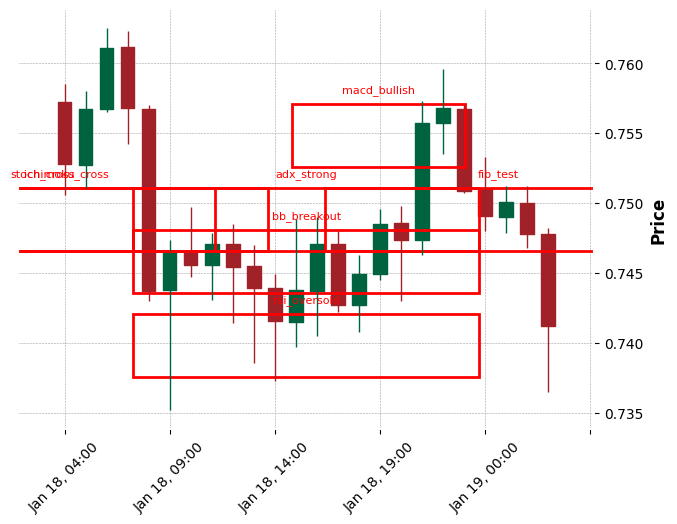 macd_bullish
0.760
0.755
ichimoku_cross
adx_strong
fib_test
0.750
bb_breakout
Price
0.745
0.740
0.735
Jan 18, 04:00
Jan 18, 09:00
Jan 18, 14:00
Jan 18, 19:00
Jan 19, 00:00